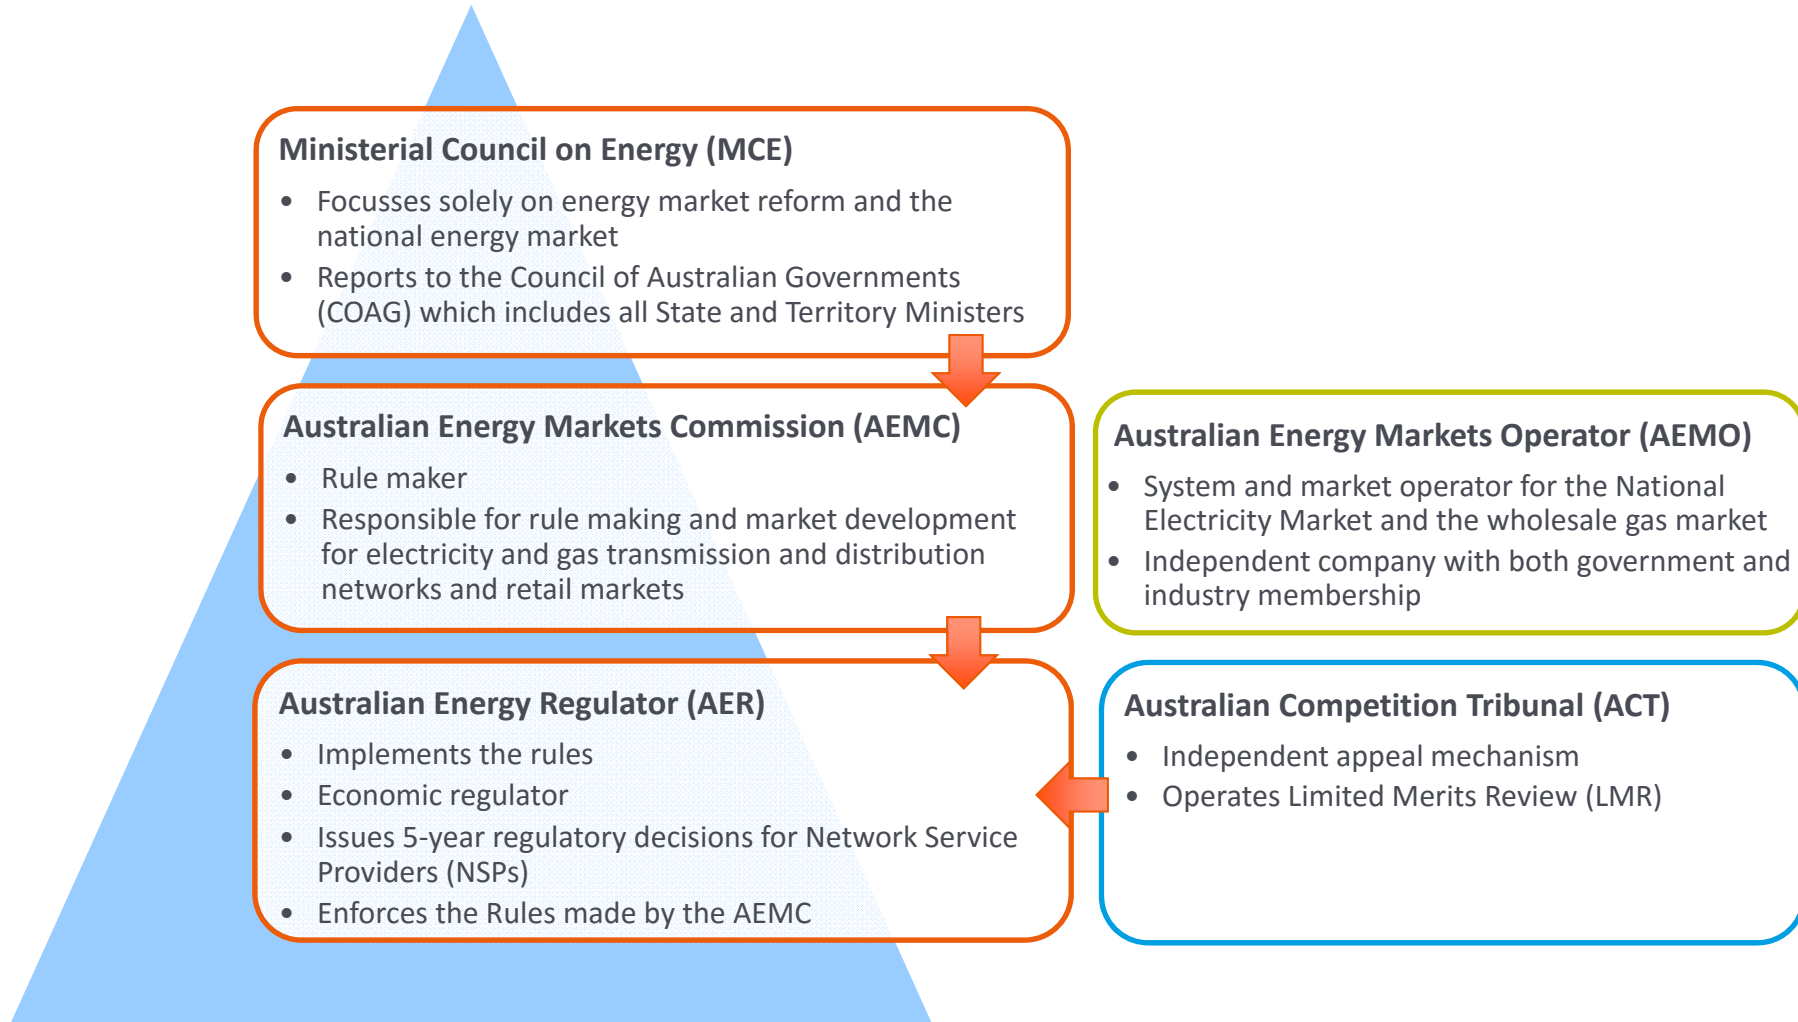 Ministerial Council on Energy (MCE)
• Focusses solely on energy market reform and the
national energy market
• Reports to the Council of Australian Governments
(COAG) which includes all State and Territory Ministers
Australian Energy Markets Commission (AEMC)
• Rule maker
• Responsible for rule making and market development
for electricity and gas transmission and distribution
networks and retail markets
Australian Energy Markets Operator (AEMO)
• System and market operator for the National
Electricity Market and the wholesale gas market
• Independent company with both government and
industry membership
Australian Energy Regulator (AER)
• Implements the rules
• Economic regulator
• Issues 5-year regulatory decisions for Network Service
Providers (NSPs)
• Enforces the Rules made by the AEMC
Australian Competition Tribunal (ACT)
• Independent appeal mechanism
• Operates Limited Merits Review (LMR)